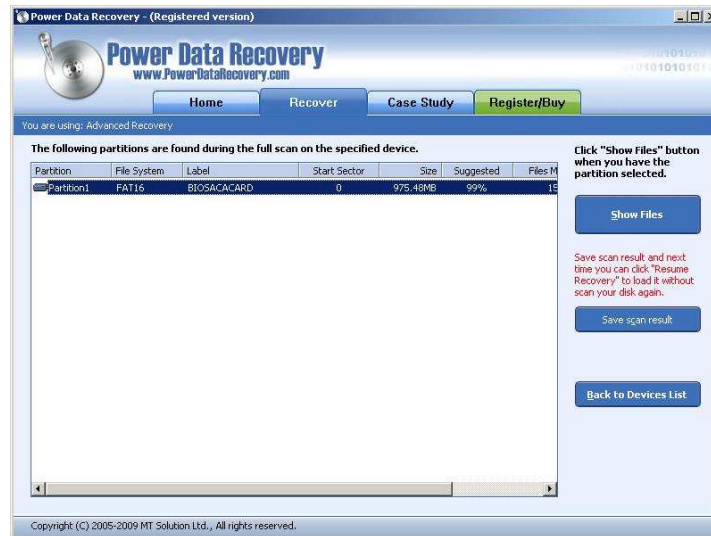 Power Data Recovery - (Registered version)
Power Data Recovery
www.PowerDataRecovery.com
Home Recover Case Study Register/Buy
You are using: Advanced Recovery
The following partitions are found during the full scan on the specified device.
Partition File System Label Start Sector Size Suggested Files M
Partition1 FAT16 BIOSACACARD 0 975.48MB 99% 15
Click "Show Files" button
when you have the
partition selected.
Show Files
Save scan result and next
time you can click "Resume
Recovery" to load it without
scan your disk again.
Save scan result
Back to Devices List
Copyright (C) 2005-2009 MT Solution Ltd., All rights reserved.